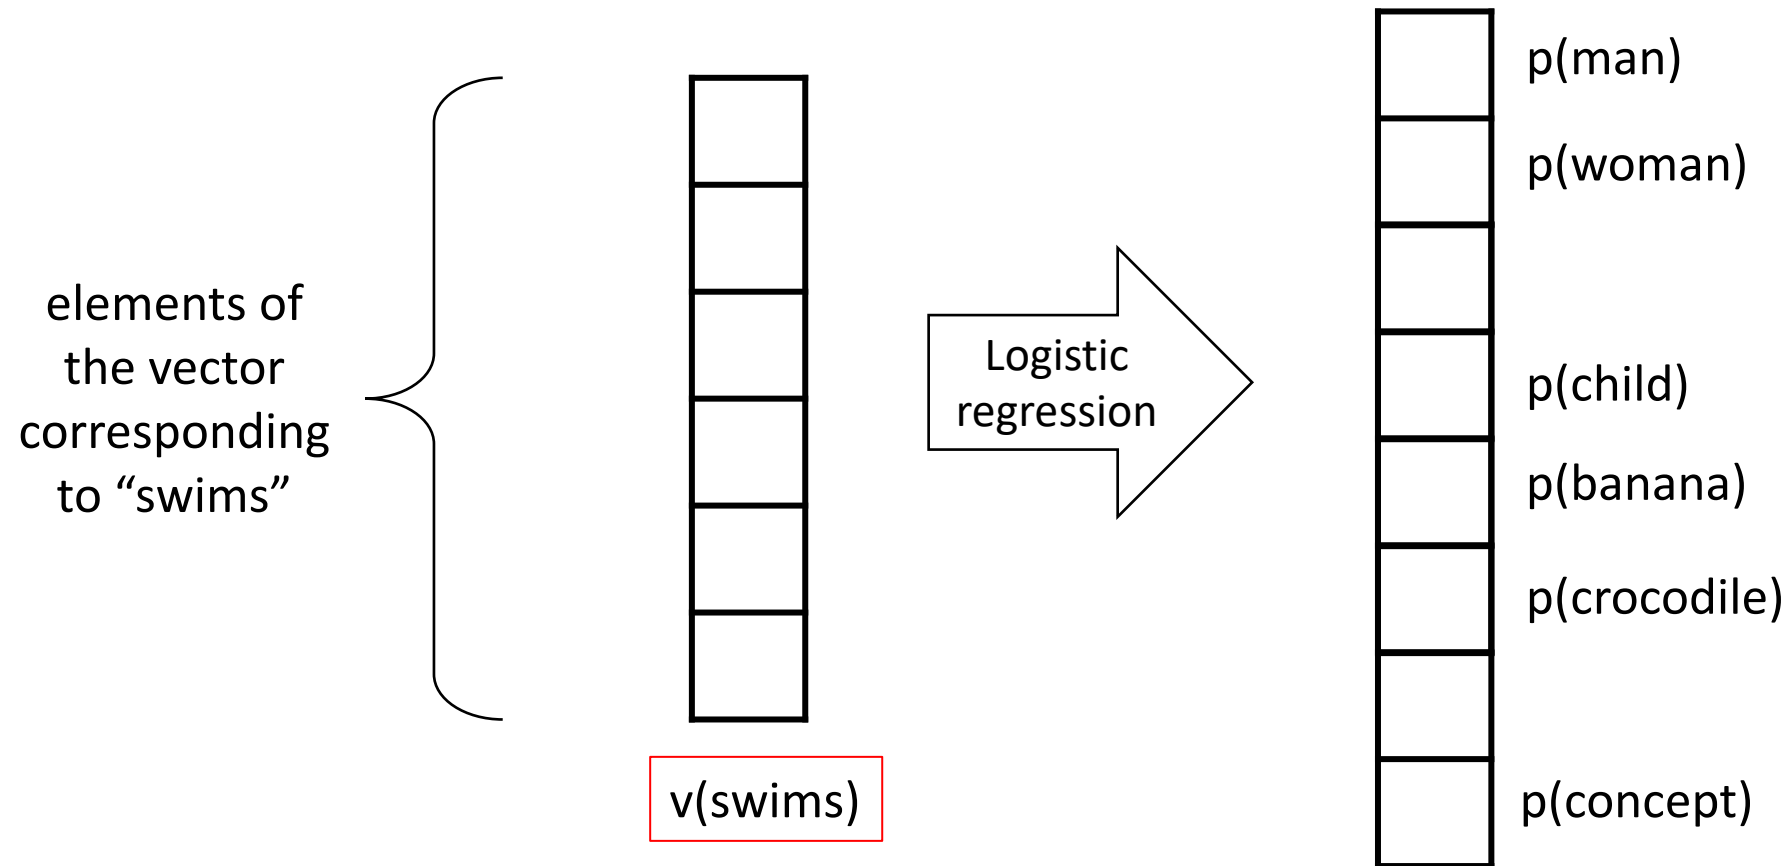 elements of
the vector
corresponding
to “swims”
v(swims)
Logistic
regression
p(man)
p(woman)
p(child)
p(banana)
p(crocodile)
p(concept)